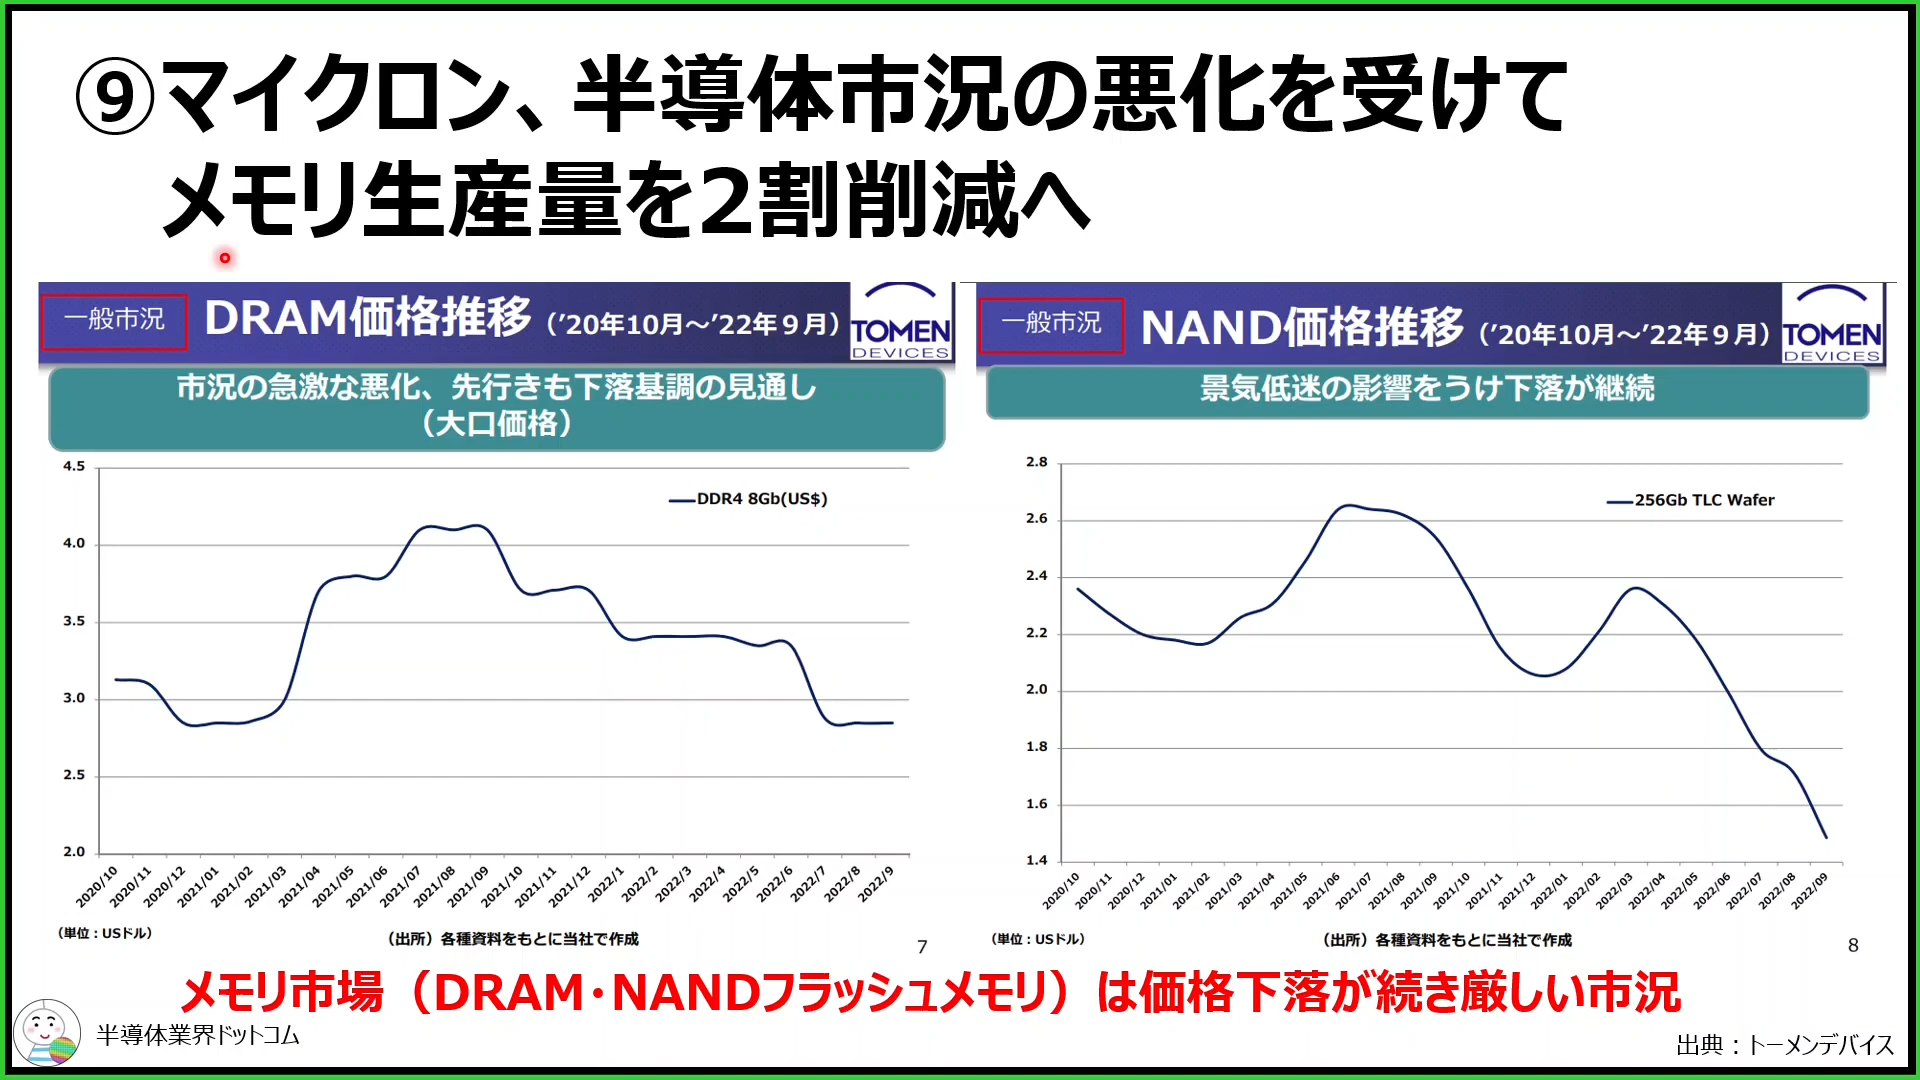 ⑨マイクロン、半導体市況の悪化を受けて
メモリ生産量を2割削減へ
一般市況
DRAM価格推移（’20年10月～’22年９月）
TOMEN
DEVICES
市況の急激な悪化、先行きも下落基調の見通し
（大口価格）
4.5
4.0
3.5
3.0
2.5
2.0
DDR4 8Gb(US$)
2020/10
2020/11
2020/12
2021/01
2021/02
2021/03
2021/04
2021/05
2021/06
2021/07
2021/08
2021/09
2021/10
2021/11
2021/12
2022/1
2022/2
2022/3
2022/4
2022/5
2022/6
2022/7
2022/8
2022/9
（単位：USドル）
（出所）各種資料をもとに当社で作成
7
一般市況
NAND価格推移（’20年10月～’22年９月）
TOMEN
DEVICES
景気低迷の影響をうけ下落が継続
2.8
2.6
2.4
2.2
2.0
1.8
1.6
1.4
256Gb TLC Wafer
2020/10
2020/11
2020/12
2021/01
2021/02
2021/03
2021/04
2021/05
2021/06
2021/07
2021/08
2021/09
2021/10
2021/11
2021/12
2022/01
2022/02
2022/03
2022/04
2022/05
2022/06
2022/07
2022/08
2022/09
（単位：USドル）
（出所）各種資料をもとに当社で作成
8
メモリ市場（DRAM・NANDフラッシュメモリ）は価格下落が続き厳しい市況
半導体業界ドットコム
出典：トーメンデバイス